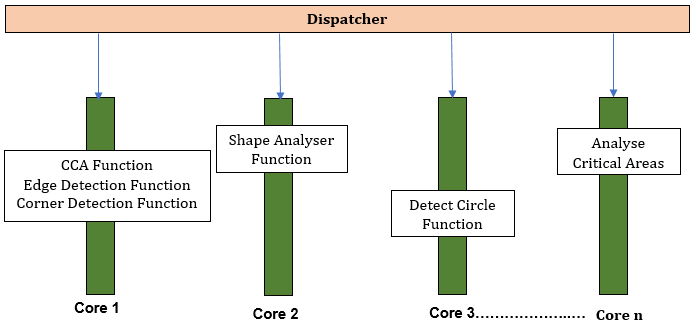 Dispatcher
CCA Function
Edge Detection Function
Corner Detection Function
Shape Analyser
Function
Detect Circle
Function
Analyse
Critical Areas
Core 1
Core 2
Core 3………………..…. Core n